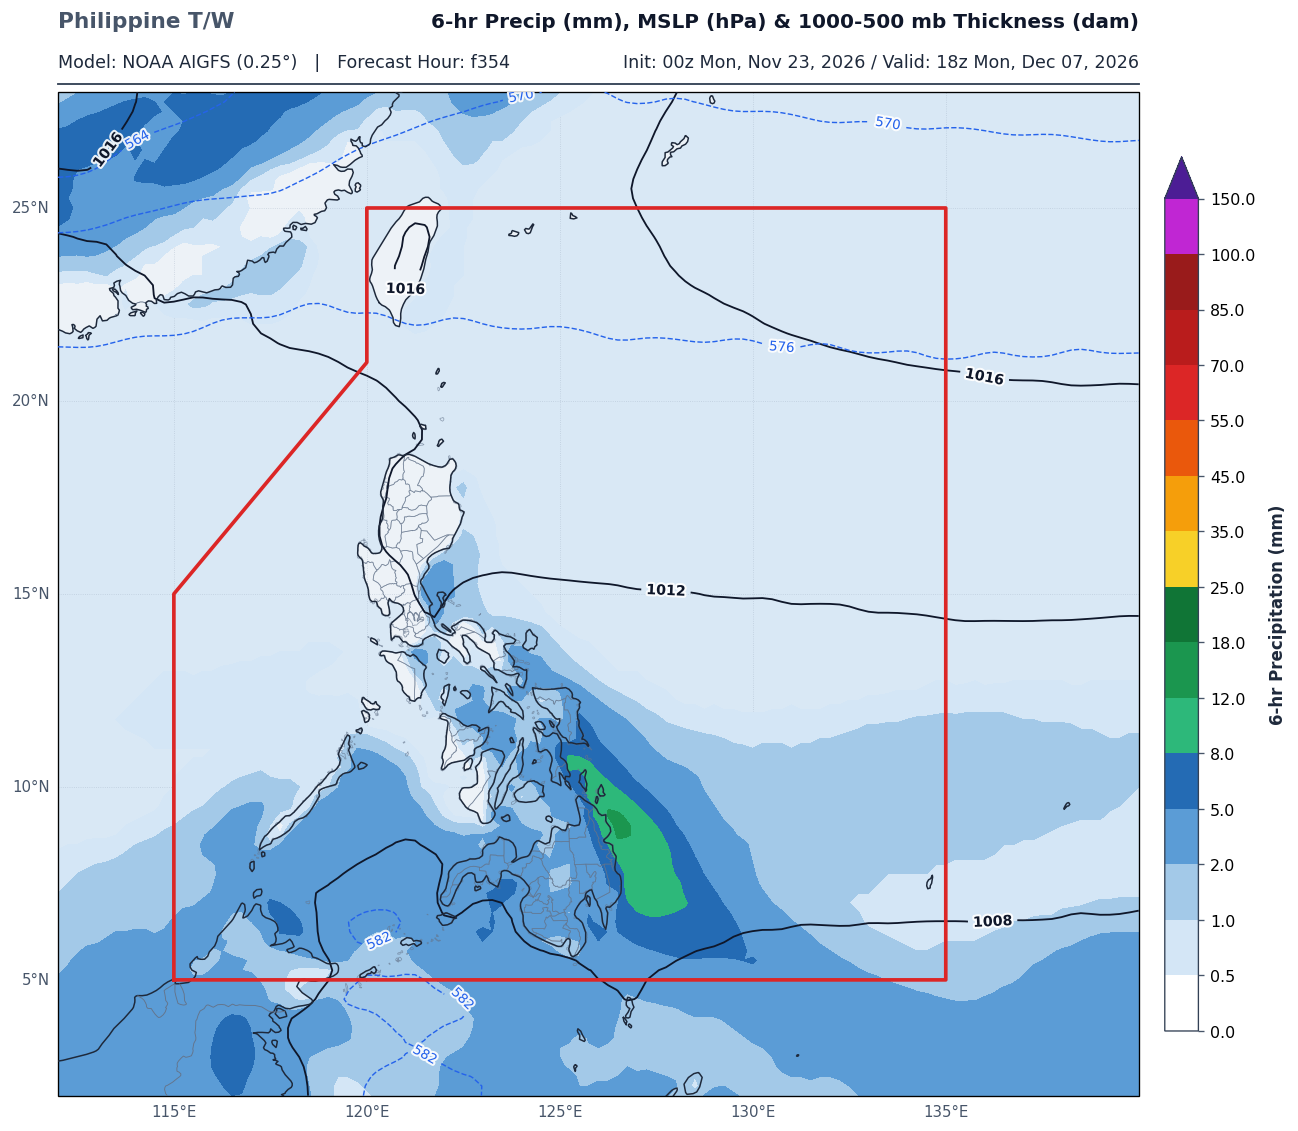 Philippine T/W
6-hr Precip (mm), MSLP (hPa) & 1000-500 mb Thickness (dam)
Model: NOAA AIGFS (0.25°) | Forecast Hour: f354
Init: 00z Mon, Nov 23, 2026 / Valid: 18z Mon, Dec 07, 2026
570
570
564
1016
1016
576
1016
1012
1008
582
582
582
25°N
20°N
15°N
10°N
5°N
115°E
120°E
125°E
130°E
135°E
150.0
100.0
85.0
70.0
55.0
45.0
35.0
25.0
18.0
12.0
8.0
5.0
2.0
1.0
0.5
0.0
6-hr Precipitation (mm)